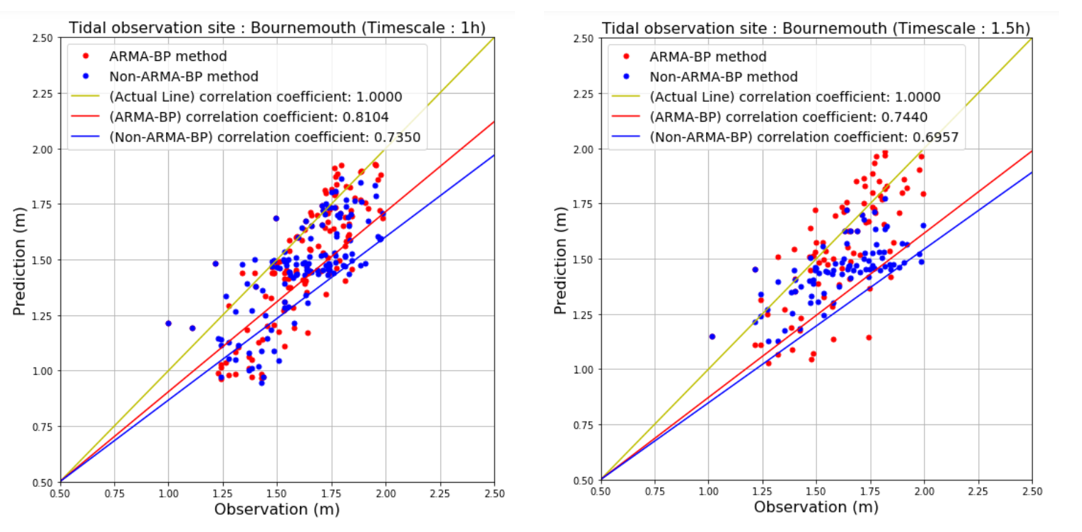 Tidal observation site : Bournemouth (Timescale : 1h)
2.50
ARMA-BP method
Non-ARMA-BP method
2.25
(Actual Line) correlation coefficient: 1.0000
(ARMA-BP) correlation coefficient: 0.8104
(Non-ARMA-BP) correlation coefficient: 0.7350
2.00
1.75
1.50
1.25
1.00
0.75
0.50
Prediction (m)
0.50 0.75 1.00 1.25 1.50 1.75 2.00 2.25 2.50
Observation (m)
Tidal observation site : Bournemouth (Timescale : 1.5h)
2.50
ARMA-BP method
Non-ARMA-BP method
2.25
(Actual Line) correlation coefficient: 1.0000
(ARMA-BP) correlation coefficient: 0.7440
(Non-ARMA-BP) correlation coefficient: 0.6957
2.00
1.75
1.50
1.25
1.00
0.75
0.50
Prediction (m)
0.50 0.75 1.00 1.25 1.50 1.75 2.00 2.25 2.50
Observation (m)